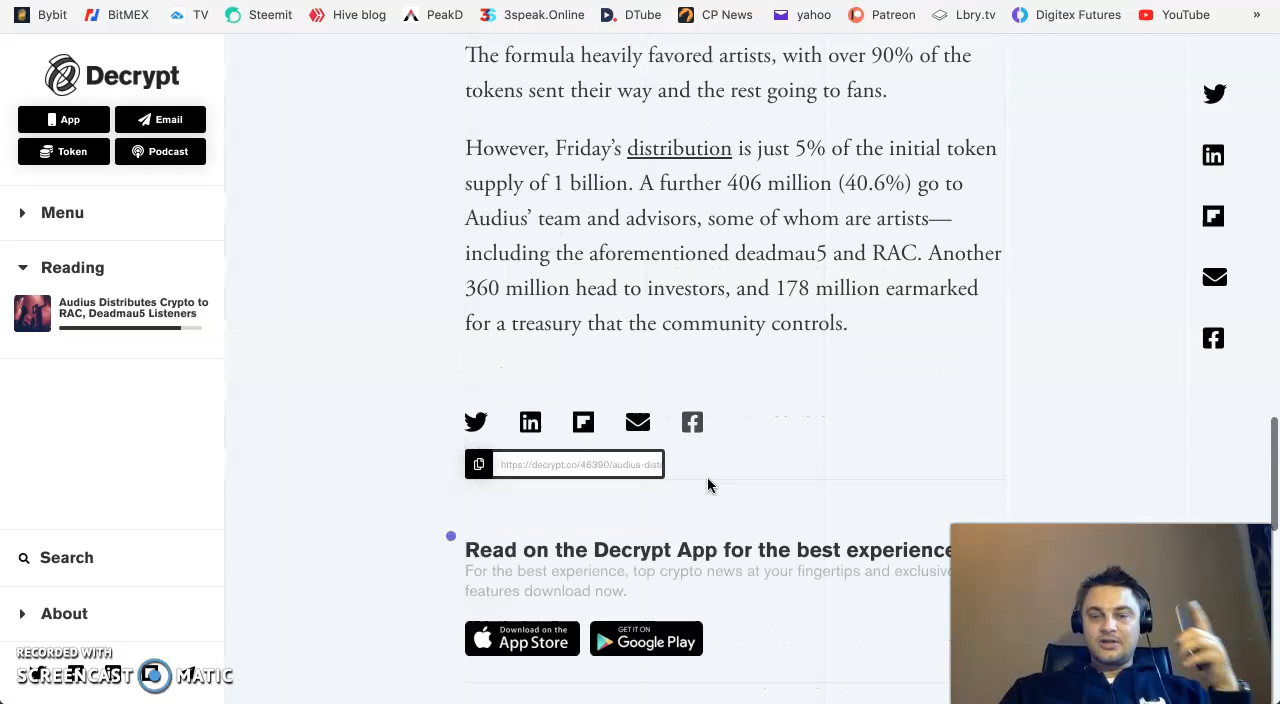 Bybit BitMEX TV Steemit Hive blog PeakD 3speak.Online DTube CP News yahoo Patreon Lbry.tv Digitex Futures YouTube »
Decrypt
App Email
Token Podcast
Menu
Reading
Audius Distributes Crypto to
RAC, Deadmau5 Listeners
Search
About
RECORDED WITH
SCREENCAST MATIC
The formula heavily favored artists, with over 90% of the
tokens sent their way and the rest going to fans.
However, Friday’s distribution is just 5% of the initial token
supply of 1 billion. A further 406 million (40.6%) go to
Audius’ team and advisors, some of whom are artists—
including the aforementioned deadmau5 and RAC. Another
360 million head to investors, and 178 million earmarked
for a treasury that the community controls.
https://decrypt.co/46390/audius-distr
Read on the Decrypt App for the best experience
For the best experience, top crypto news at your fingertips and exclusive
features download now.
Download on the
App Store
GET IT ON
Google Play